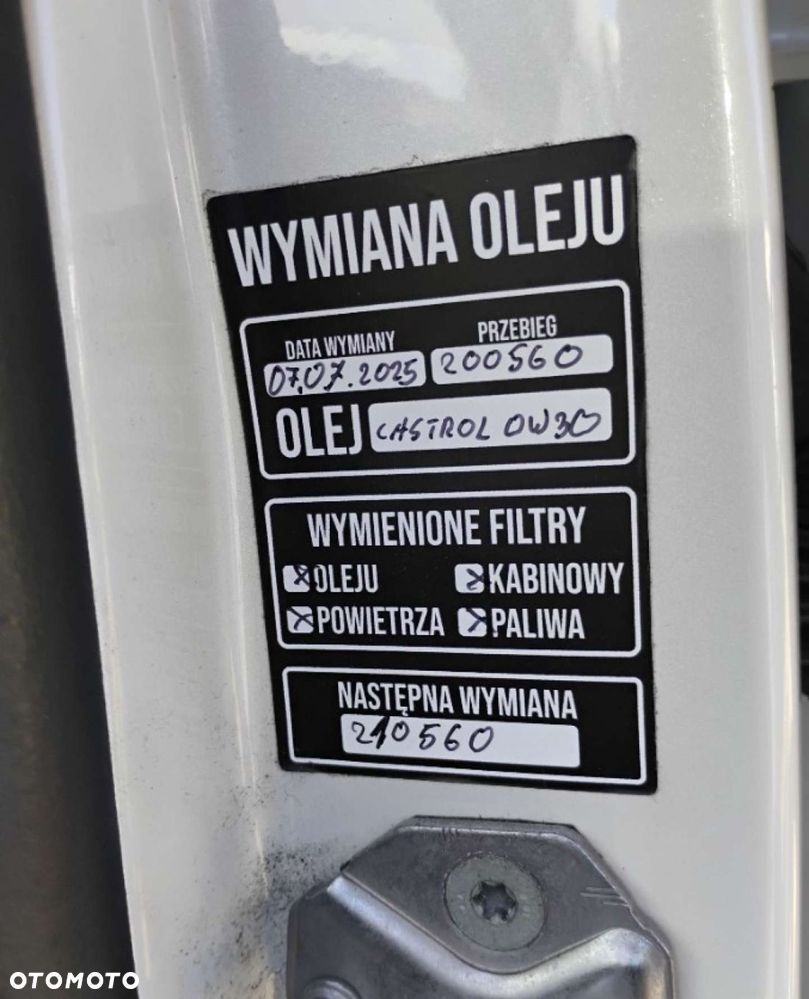 WYMIANA OLEJU
DATA WYMIANY PRZEBIEG
07.07.2025 200560
OLEJ CASTROL 0W30
WYMIENIONE FILTRY
OLEJU KABINOWY
POWIETRZA PALIWA
NASTĘPNA WYMIANA
210560
OTOMOTO